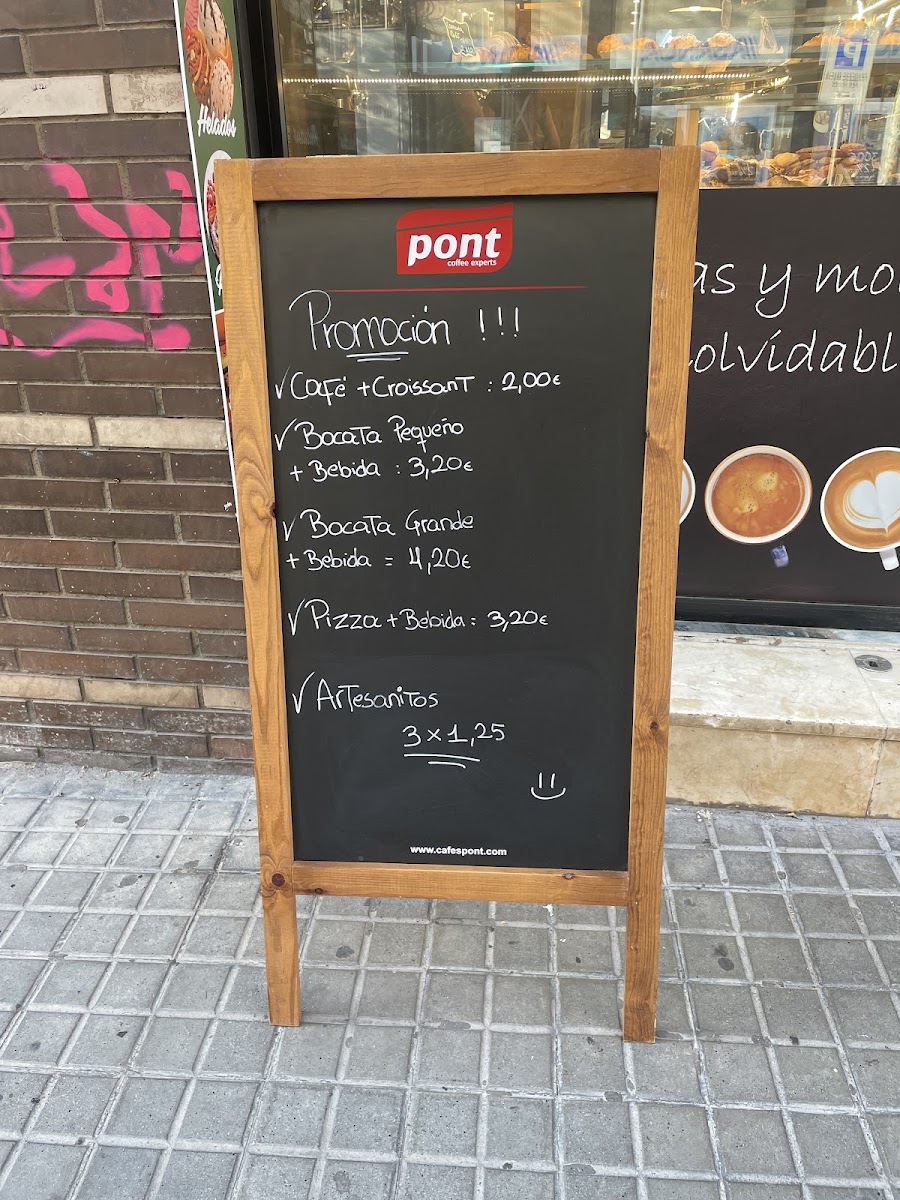 Helados
pont
coffee experts
Promoción !!!
√ Café + Croissant : 2,00€
√ Bocata Pequeño
+ Bebida : 3,20€
√ Bocata Grande
+ Bebida = 4,20€
√ Pizza + Bebida = 3,20€
√ Artesanitos
3 x 1,25
www.cafespont.com
as y mo
olvidabl